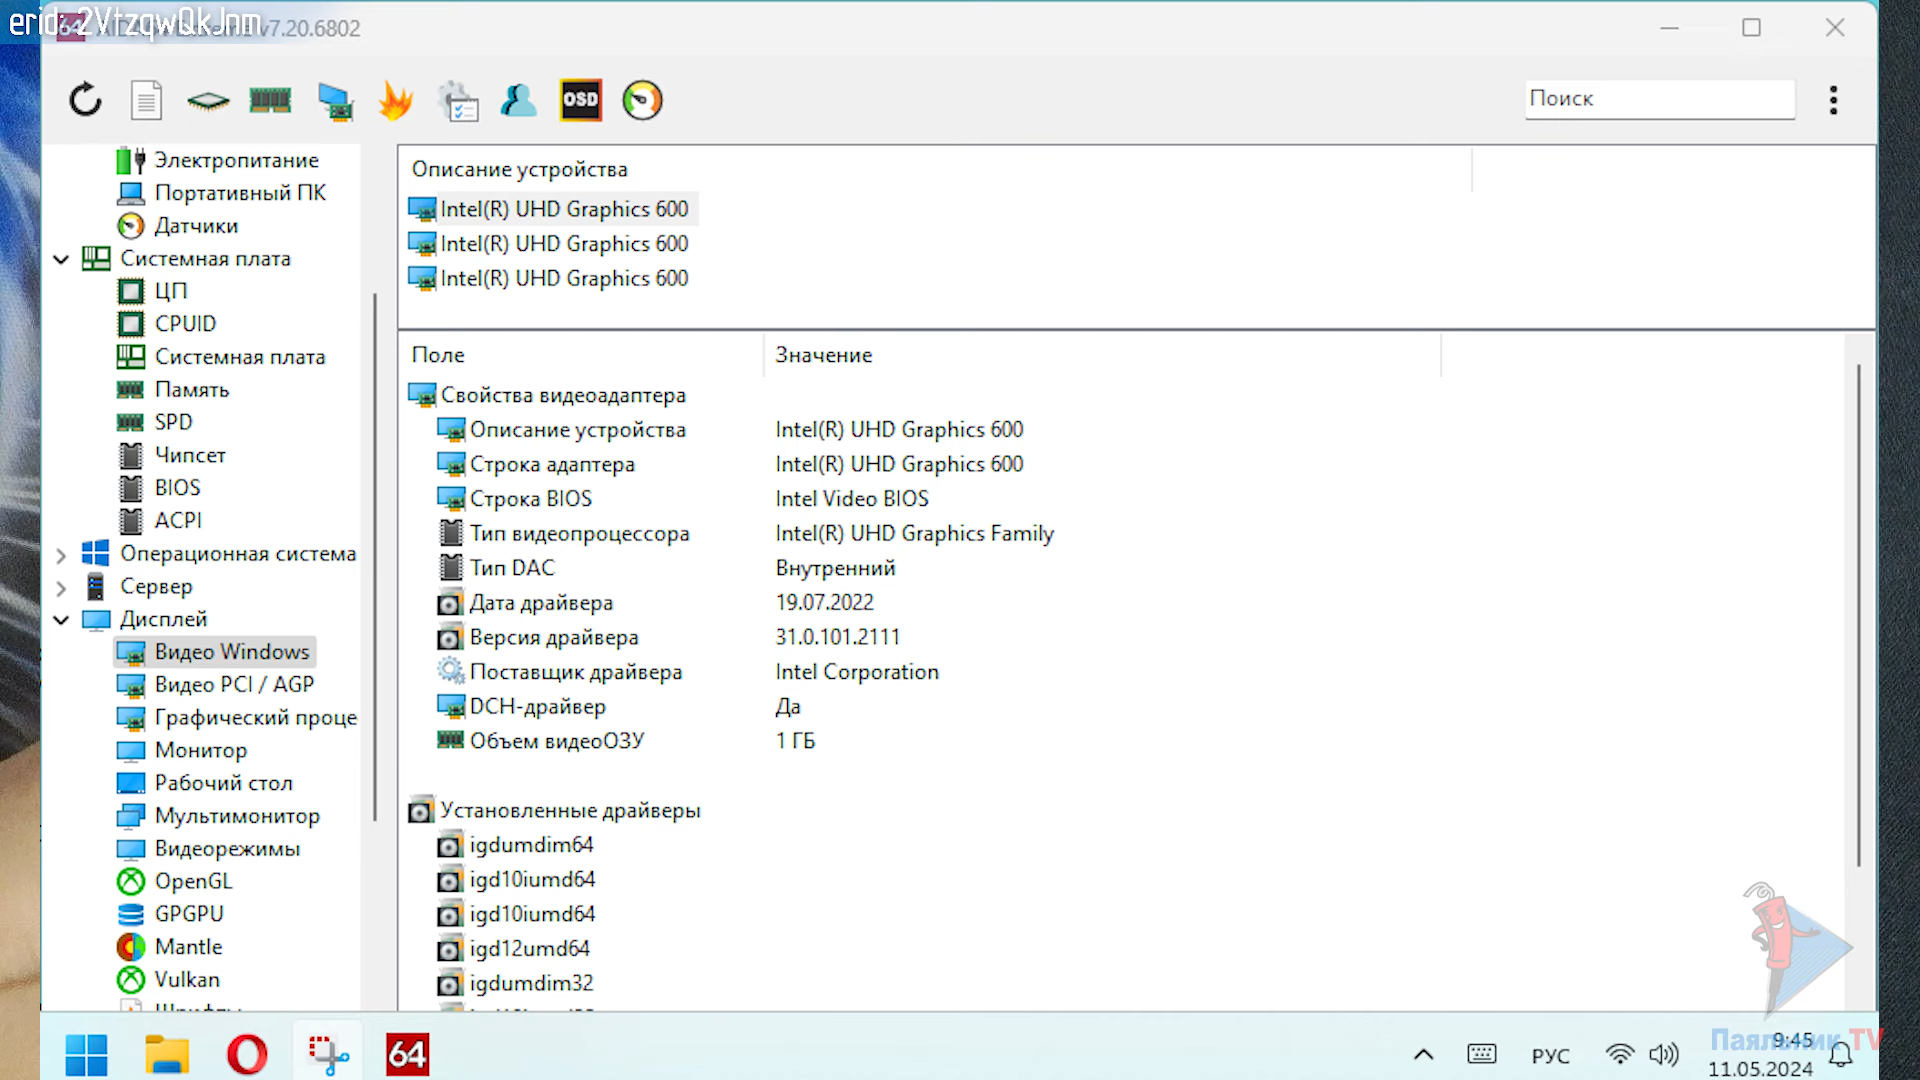 erid: 2VtzqwQkJnm
v7.20.6802
OSD
Поиск
Электропитание
Портативный ПК
Датчики
Системная плата
ЦП
CPUID
Системная плата
Память
SPD
Чипсет
BIOS
ACPI
Операционная система
Сервер
Дисплей
Видео Windows
Видео PCI / AGP
Графический проце
Монитор
Рабочий стол
Мультимонитор
Видеорежимы
OpenGL
GPGPU
Mantle
Vulkan
Описание устройства
Intel(R) UHD Graphics 600
Intel(R) UHD Graphics 600
Intel(R) UHD Graphics 600
Поле Значение
Свойства видеоадаптера
Описание устройства Intel(R) UHD Graphics 600
Строка адаптера Intel(R) UHD Graphics 600
Строка BIOS Intel Video BIOS
Тип видеопроцессора Intel(R) UHD Graphics Family
Тип DAC Внутренний
Дата драйвера 19.07.2022
Версия драйвера 31.0.101.2111
Поставщик драйвера Intel Corporation
DCH-драйвер Да
Объем видеоОЗУ 1 ГБ
Установленные драйверы
igdumdim64
igd10iumd64
igd10iumd64
igd12umd64
igdumdim32
64
РУС
9:45
11.05.2024
Паяльник TV